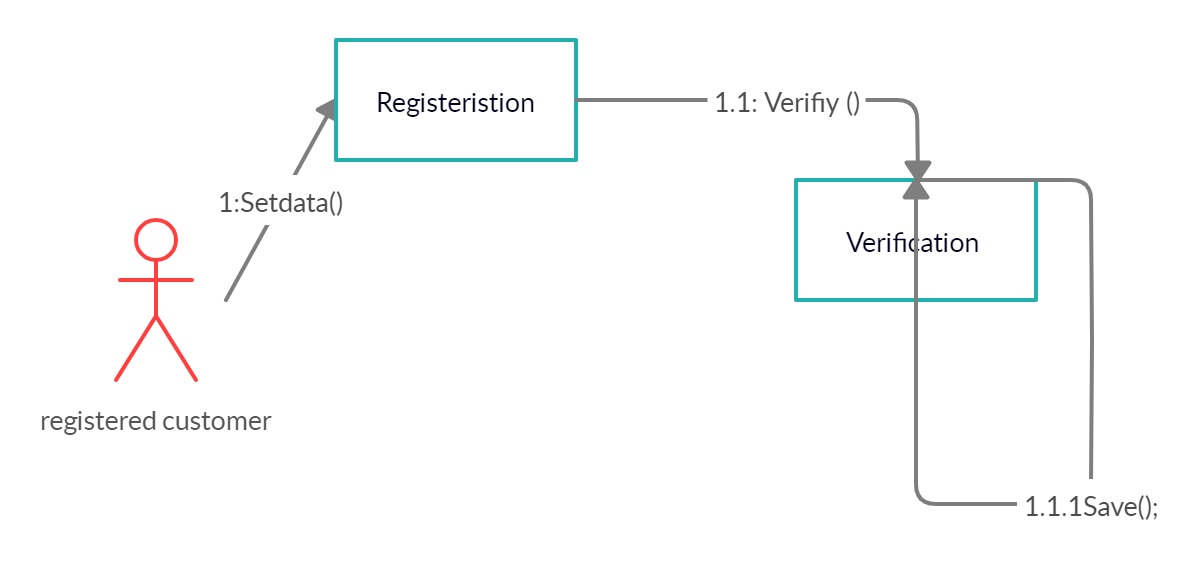 Registeristion
1.1: Verifiy ()
1:Setdata()
Verification
registered customer
1.1.1Save();